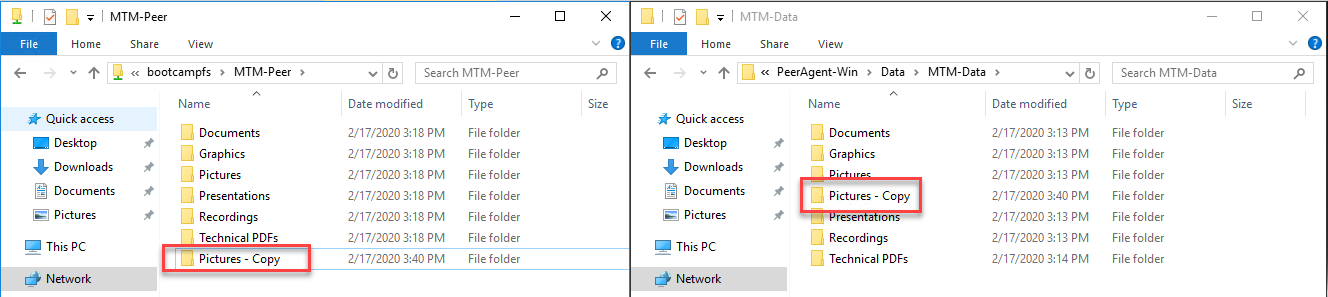 MTM-Peer
File Home Share View
« bootcampfs > MTM-Peer > Search MTM-Peer
Name Date modified Type Size
Quick access
Desktop
Downloads
Documents
Pictures
This PC
Network
Documents 2/17/2020 3:18 PM File folder
Graphics 2/17/2020 3:18 PM File folder
Pictures 2/17/2020 3:18 PM File folder
Presentations 2/17/2020 3:18 PM File folder
Recordings 2/17/2020 3:18 PM File folder
Technical PDFs 2/17/2020 3:18 PM File folder
Pictures - Copy 2/17/2020 3:40 PM File folder
MTM-Data
File Home Share View
« PeerAgent-Win > Data > MTM-Data > Search MTM-Data
Name Date modified Type Size
Quick access
Desktop
Downloads
Documents
Pictures
This PC
Network
Documents 2/17/2020 3:13 PM File folder
Graphics 2/17/2020 3:13 PM File folder
Pictures 2/17/2020 3:13 PM File folder
Pictures - Copy 2/17/2020 3:40 PM File folder
Presentations 2/17/2020 3:13 PM File folder
Recordings 2/17/2020 3:13 PM File folder
Technical PDFs 2/17/2020 3:14 PM File folder